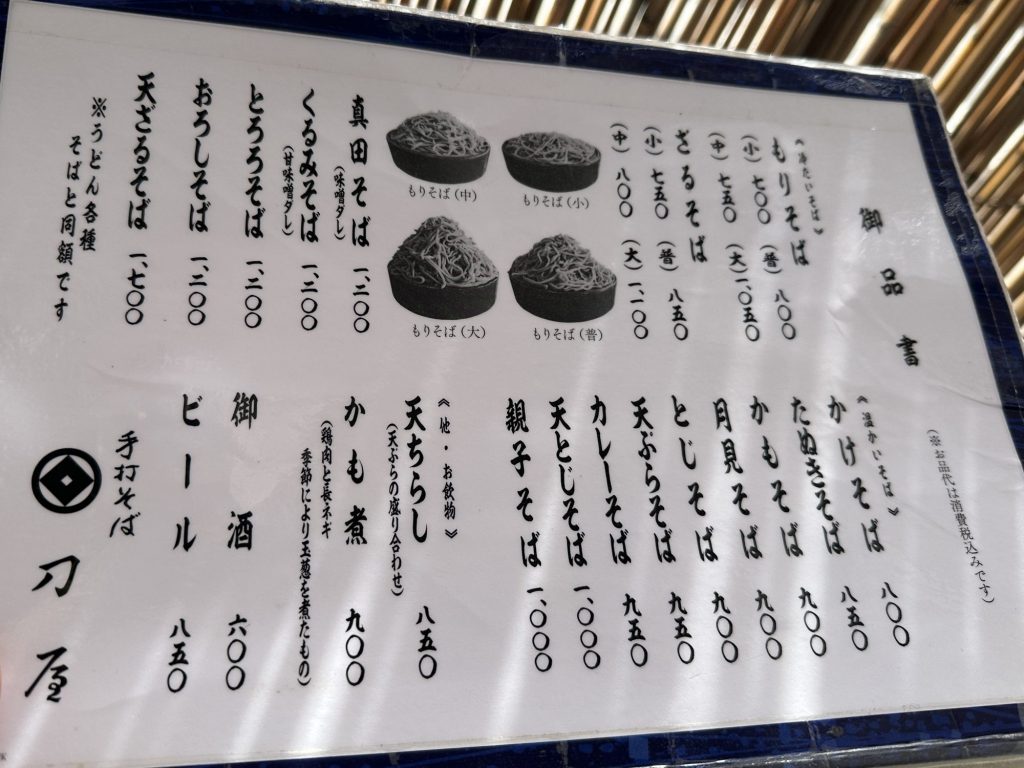 御品書
(※お品代は消費税込みです)
《冷たいそば》
もりそば
(小) 七〇〇 (普) 八〇〇
(中) 七五〇 (大) 一、〇五〇
ざるそば
(小) 七五〇 (普) 八五〇
(中) 八〇〇 (大) 一、一〇〇
もりそば(小)
もりそば(普)
もりそば(中)
もりそば(大)
真田そば 一、二〇〇
(味噌タレ)
くるみそば 一、二〇〇
(甘味噌タレ)
とろろそば 一、二〇〇
おろしそば 一、二〇〇
天ざるそば 一、七〇〇
※うどん各種
そばと同額です
《温かいそば》
かけそば 八〇〇
たぬきそば 八五〇
かもそば 九〇〇
月見そば 九〇〇
とじそば 九〇〇
天ぷらそば 九五〇
カレーそば 九五〇
天とじそば 一、〇〇〇
親子そば 一、〇〇〇
《他・お飲物》
天ちらし 八五〇
(天ぷらの盛り合わせ)
かも煮 九〇〇
(鶏肉と長ネギ
季節により玉葱を煮たもの)
御酒 六〇〇
ビール 八五〇
手打そば
刀屋